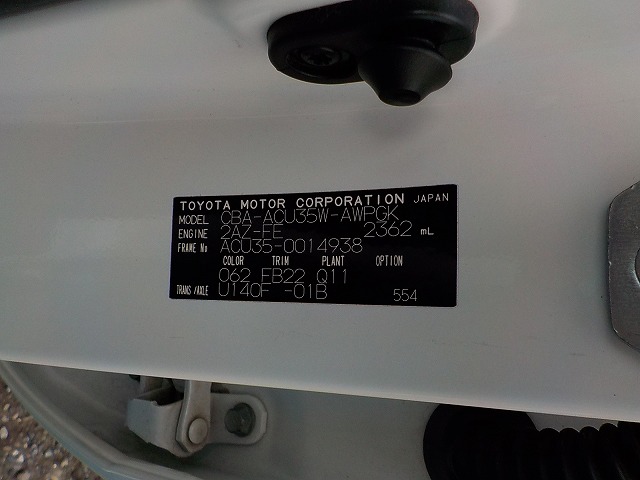 TOYOTA MOTOR CORPORATION JAPAN
MODEL CBA-ACU35W-AWPGK
ENGINE 2AZ-FE 2362 mL
FRAME No ACU35-0014938
COLOR TRIM PLANT OPTION
062 FB22 Q11
TRANS/AXLE U140F -01B 554